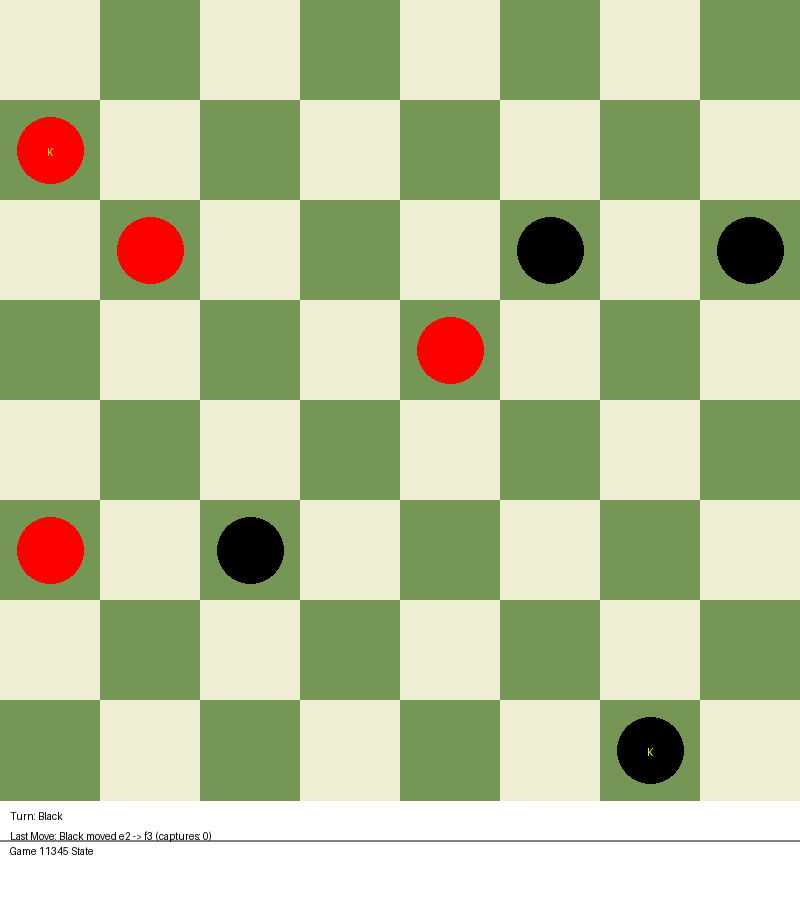 K
K
Turn: Black
Last Move: Black moved e2 -> f3 (captures: 0)
Game 11345 State